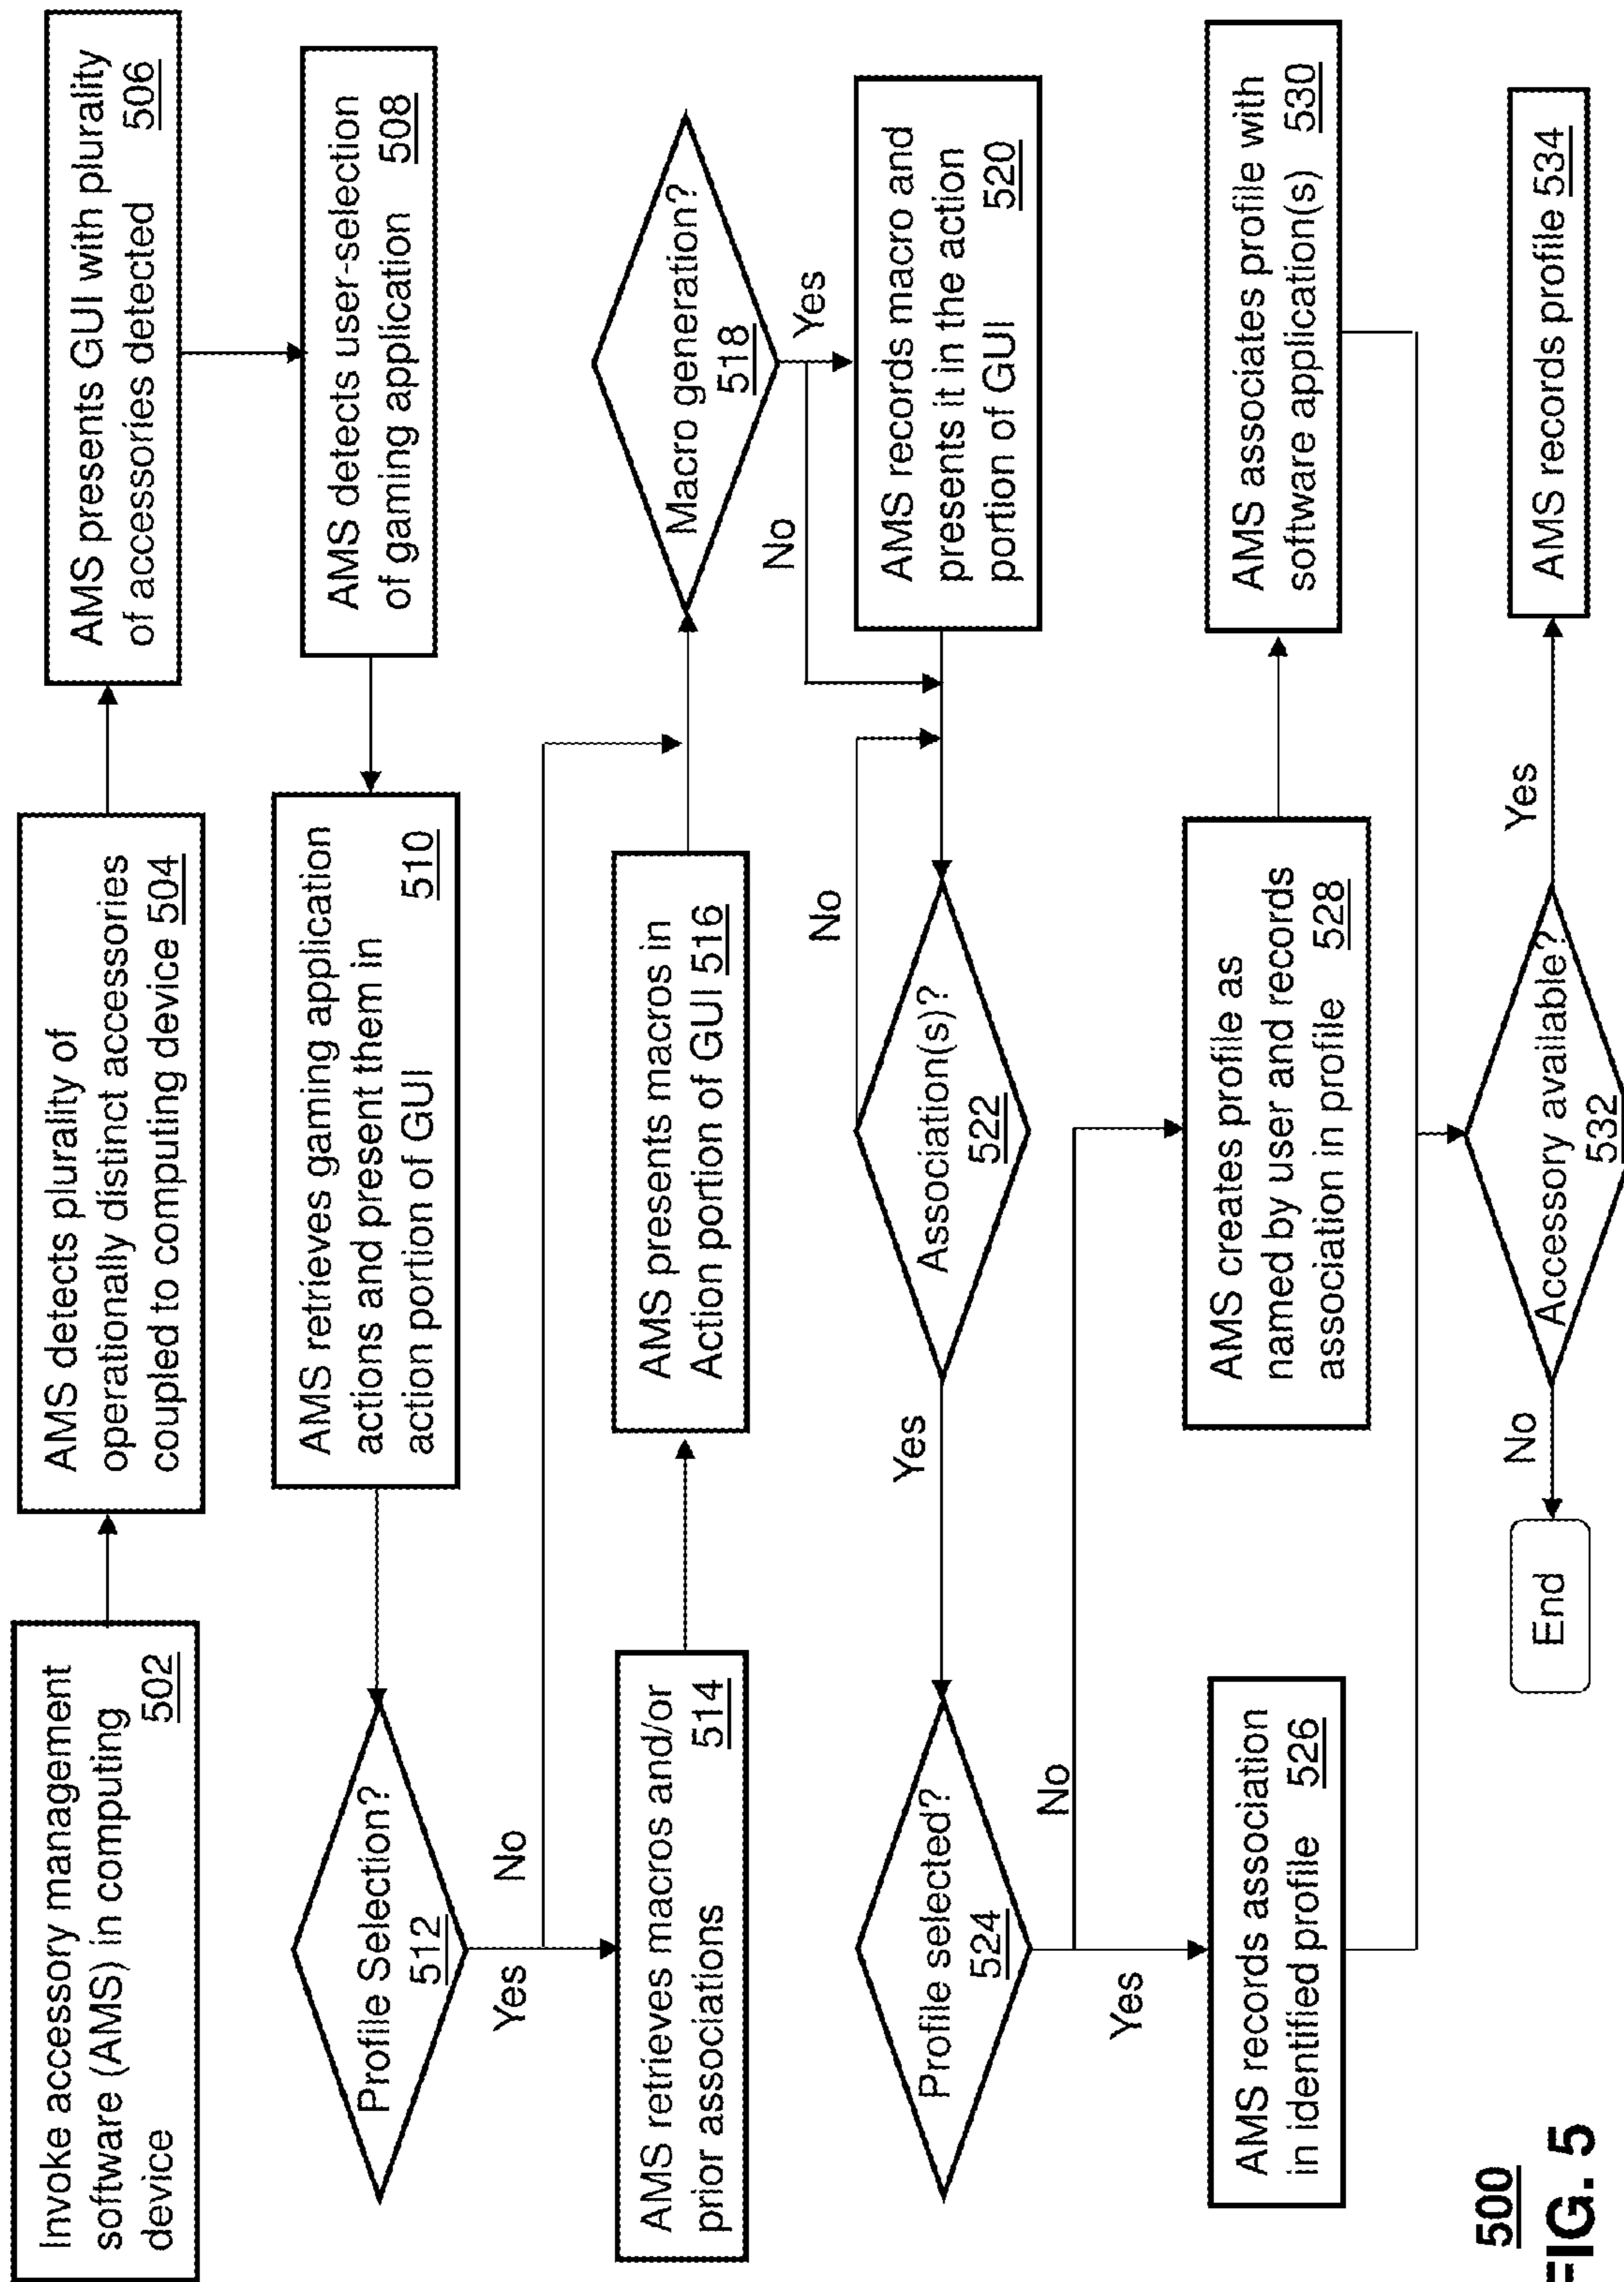 Invoke accessory management
software (AMS) in computing
device 502
AMS detects plurality of
operationally distinct accessories
coupled to computing device 504
AMS presents GUI with plurality
of accessories detected 506
AMS detects user-selection
of gaming application 508
AMS retrieves gaming application
actions and present them in
action portion of GUI 510
Profile Selection?
512
No
Yes
AMS retrieves macros and/or
prior associations 514
AMS presents macros in
Action portion of GUI 516
Macro generation?
518
No
Yes
AMS records macro and
presents it in the action
portion of GUI 520
Association(s)?
522
No
Yes
Profile selected?
524
No
Yes
AMS records association
in identified profile 526
AMS creates profile as
named by user and records
association in profile 528
AMS associates profile with
software application(s) 530
Accessory available?
532
No
Yes
End
AMS records profile 534
500
FIG. 5